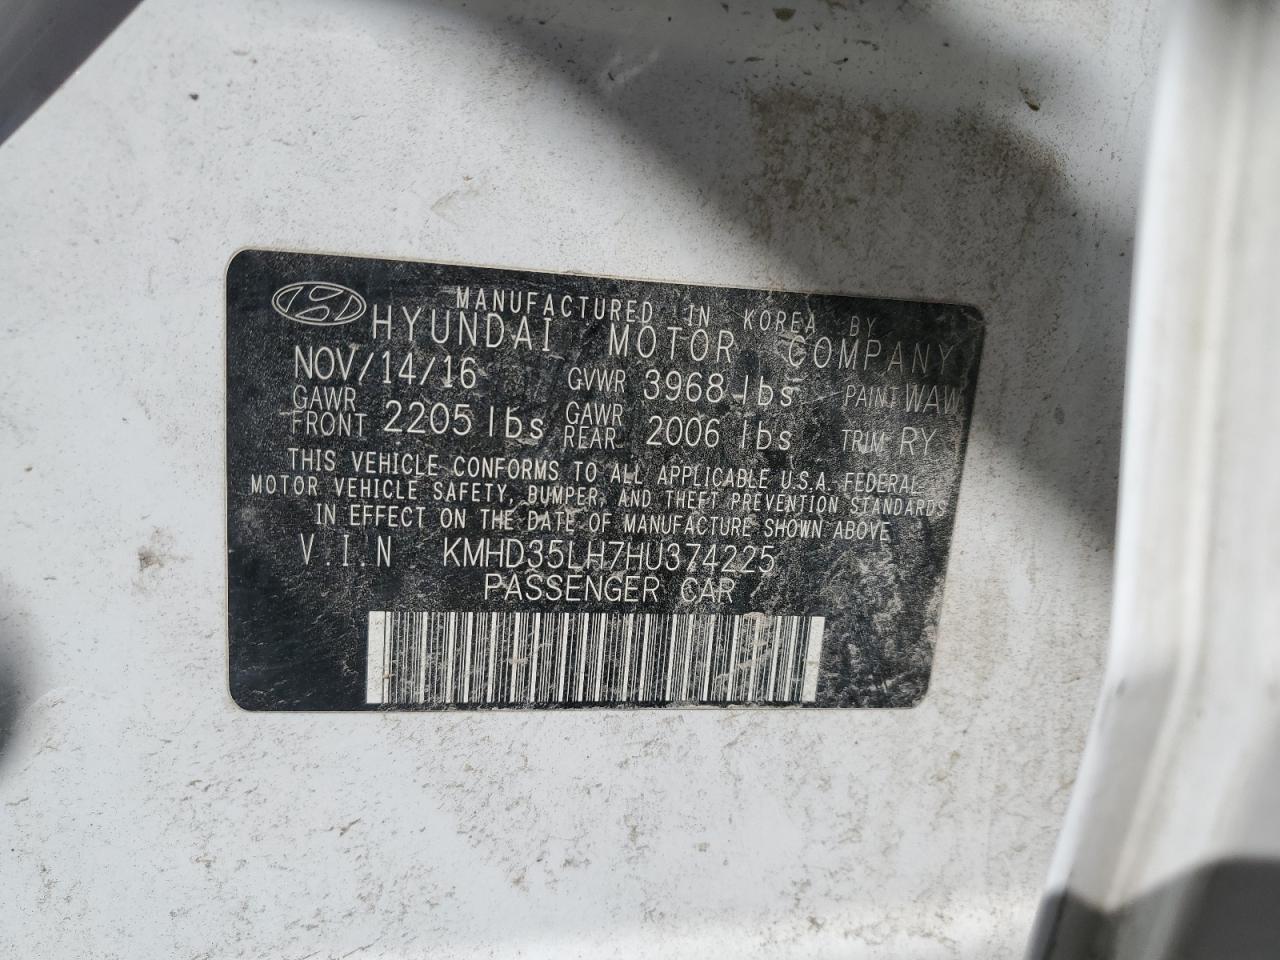 MANUFACTURED IN KOREA BY
HYUNDAI MOTOR COMPANY
NOV/14/16 GVWR 3968 lbs PAINT WAW
GAWR FRONT 2205 lbs GAWR REAR 2006 lbs TRIM RY
THIS VEHICLE CONFORMS TO ALL APPLICABLE U.S.A. FEDERAL
MOTOR VEHICLE SAFETY, BUMPER, AND THEFT PREVENTION STANDARDS
IN EFFECT ON THE DATE OF MANUFACTURE SHOWN ABOVE
V.I.N KMHD35LH7HU374225
PASSENGER CAR